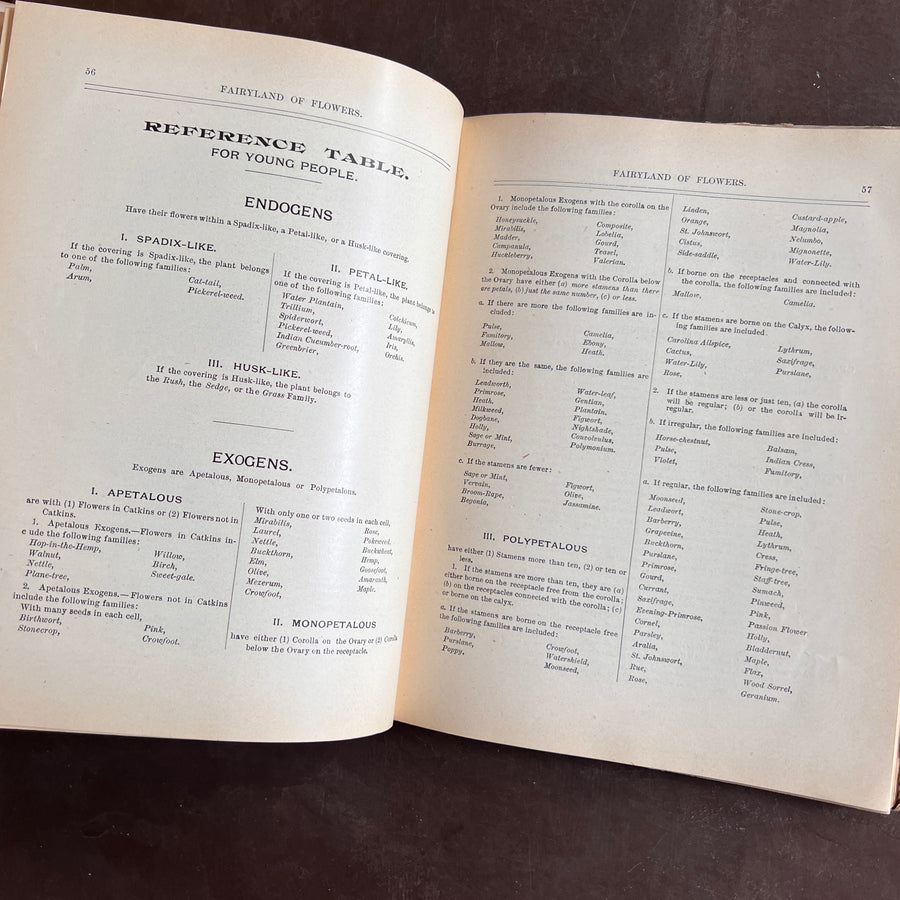 56
FAIRYLAND OF FLOWERS.
REFERENCE TABLE.
FOR YOUNG PEOPLE.
ENDOGENS
Have their flowers within a Spadix-like, a Petal-like, or a Husk-like covering.
I. SPADIX-LIKE.
If the covering is Spadix-like, the plant belongs
to one of the following families:
Palm,
Arum,
Cat-tail,
Pickerel-weed.
II. PETAL-LIKE.
If the covering is Petal-like, the plant belongs to
one of the following families:
Water Plantain,
Trillium,
Spiderwort,
Pickerel-weed,
Indian Cucumber-root,
Greenbrier,
Colchicum,
Lily,
Amaryllis,
Iris,
Orchis.
III. HUSK-LIKE.
If the covering is Husk-like, the plant belongs to
the Rush, the Sedge, or the Grass Family.
EXOGENS.
Exogens are Apetalous, Monopetalous or Polypetalous.
I. APETALOUS
are with (1) Flowers in Catkins or (2) Flowers not in
Catkins.
1. Apetalous Exogens.—Flowers in Catkins in-
c ude the following families:
Hop-in-the-Hemp,
Walnut,
Nettle,
Plane-tree,
Willow,
Birch,
Sweet-gale.
2. Apetalous Exogens.—Flowers not in Catkins
include the following families:
With many seeds in each cell,
Birthwort,
Stonecrop,
Pink,
Crowfoot.
With only one or two seeds in each cell,
Mirabilis,
Laurel,
Nettle,
Buckthorn,
Elm,
Olive,
Mezerum,
Crowfoot,
Rose,
Pokeweed.
Buckwheat,
Hemp,
Goosefoot,
Amaranth,
Maple.
II. MONOPETALOUS
have either (1) Corolla on the Ovary or (2) Corolla
below the Ovary on the receptacle.
FAIRYLAND OF FLOWERS.
57
1. Monopetalous Exogens with the corolla on the
Ovary include the following families:
Honeysuckle,
Mirabilis,
Madder,
Campanula,
Huckleberry,
Composite,
Lobelia,
Gourd,
Teasel,
Valerian.
2. Monopetalous Exogens with the Corolla below
the Ovary have either (a) more stamens than there
are petals, (b) just the same number, (c) or less.
a. If there are more the following families are in-
cluded:
Pulse,
Fumitory,
Mallow,
Camelia,
Ebony,
Heath.
b. If they are the same, the following families are
included:
Leadworth,
Primrose,
Heath,
Milkweed,
Dogbane,
Holly,
Sage or Mint,
Burrage,
Water-leaf,
Gentian,
Plantain,
Figwort,
Nightshade,
Convolvulus,
Polymonium.
c. If the stamens are fewer:
Sage or Mint,
Vervain,
Broom-Rape,
Begonia,
Figwort,
Olive,
Jassamine.
III. POLYPETALOUS
have either (1) Stamens more than ten, (2) or ten or
less.
1. If the stamens are more than ten, they are (a)
either borne on the receptacle free from the corolla;
(b) on the receptacles connected with the corolla; (c)
or borne on the calyx.
a. If the stamens are borne on the receptacle free
the following families are included:
Barberry,
Purslane,
Poppy,
Crowfoot,
Watershield,
Moonseed,
Linden,
Orange,
St. Johnswort,
Cistus,
Side-saddle,
Custard-apple,
Magnolia,
Nelumbo,
Mignonette,
Water-Lily.
b. If borne on the receptacles and connected with
the corolla, the following families are included:
Mallow,
Camelia.
c. If the stamens are borne on the Calyx, the follow-
ing families are included.
Carolina Allspice,
Cactus,
Water-Lily,
Rose,
Lythrum,
Saxifrage,
Purslane,
2. If the stamens are less or just ten, (a) the corolla
will be regular; (b) or the corolla will be ir-
regular.
b. If irregular, the following families are included:
Horse-chestnut,
Pulse,
Violet,
Balsam,
Indian Cress,
Fumitory,
a. If regular, the following families are included:
Moonseed,
Leadwort,
Barberry,
Grapevine,
Buckthorn,
Purslane,
Primrose,
Gourd,
Currant,
Saxifrage,
Evening-Primrose,
Cornel,
Parsley,
Aralia,
St. Johnswort,
Rue,
Rose,
Stone-crop,
Pulse,
Heath,
Lythrum,
Cress,
Fringe-tree,
Staff-tree,
Sumach,
Pinweed,
Pink,
Passion Flower
Holly,
Bladdernut,
Maple,
Flax,
Wood Sorrel,
Geranium.